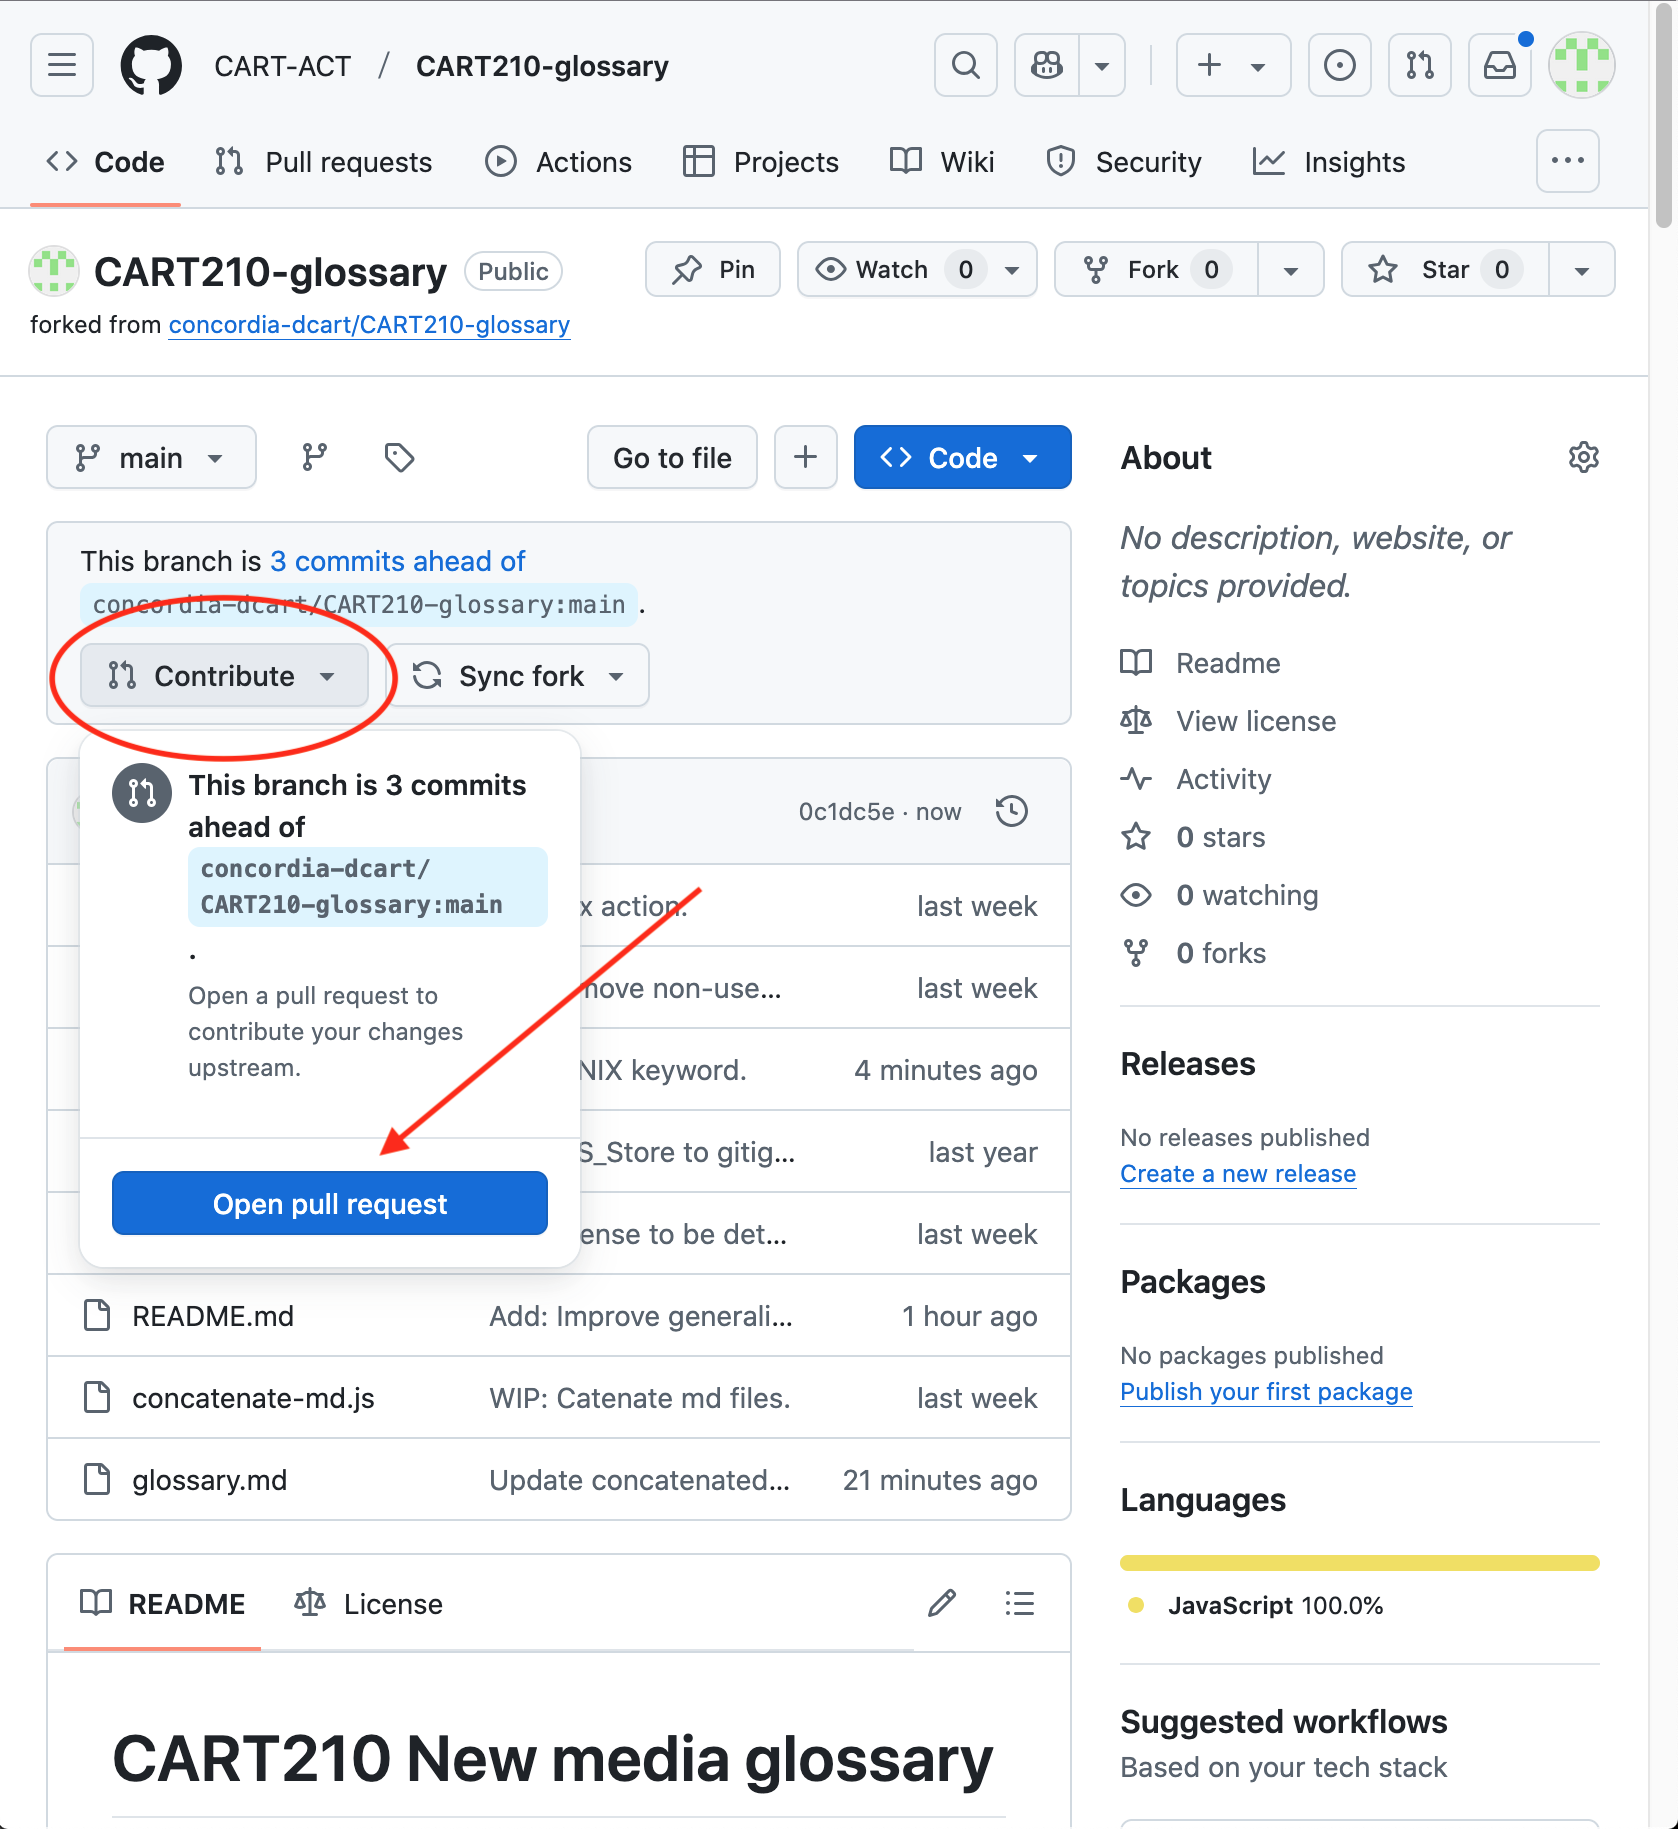 CART-ACT / CART210-glossary
Code Pull requests Actions Projects Wiki Security Insights
CART210-glossary Public Pin Watch 0 Fork 0 Star 0
forked from concordia-dcart/CART210-glossary
main Go to file Code
This branch is 3 commits ahead of
concordia-dcart/CART210-glossary:main .
Contribute Sync fork
This branch is 3 commits
ahead of
concordia-dcart/
CART210-glossary:main
.
Open a pull request to
contribute your changes
upstream.
Open pull request
0c1dc5e · now
x action. last week
move non-use... last week
NIX keyword. 4 minutes ago
S_Store to gitig... last year
ense to be det... last week
README.md Add: Improve generali... 1 hour ago
concatenate-md.js WIP: Catenate md files. last week
glossary.md Update concatenated... 21 minutes ago
README License
CART210 New media glossary
About
No description, website, or
topics provided.
Readme
View license
Activity
0 stars
0 watching
0 forks
Releases
No releases published
Create a new release
Packages
No packages published
Publish your first package
Languages
JavaScript 100.0%
Suggested workflows
Based on your tech stack